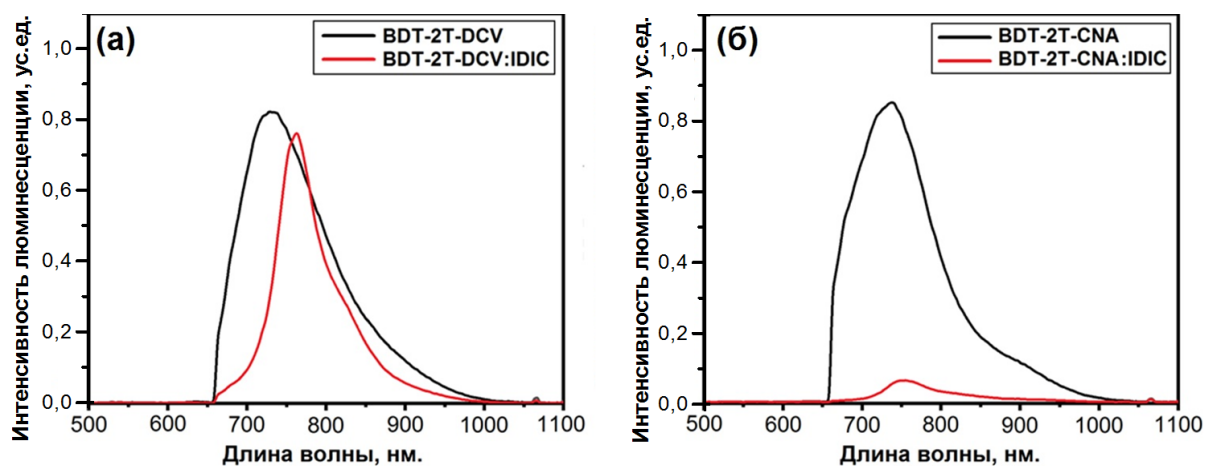 (а)
BDT-2T-DCV
BDT-2T-DCV:IDIC
Интенсивность люминесценции, ус.ед.
1,0
0,8
0,6
0,4
0,2
0,0
500 600 700 800 900 1000 1100
Длина волны, нм.
(б)
BDT-2T-CNA
BDT-2T-CNA:IDIC
Интенсивность люминесценции, ус.ед.
1,0
0,8
0,6
0,4
0,2
0,0
500 600 700 800 900 1000 1100
Длина волны, нм.